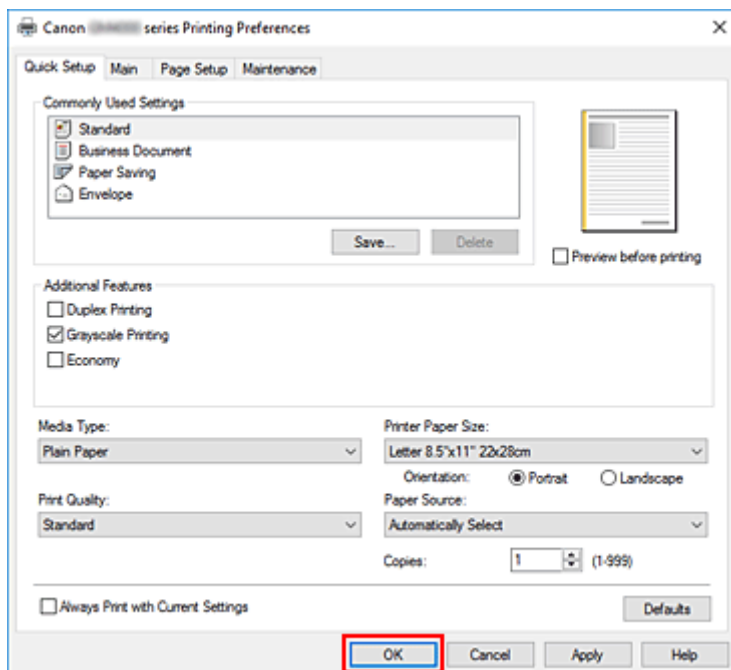 Canon series Printing Preferences
Quick Setup Main Page Setup Maintenance
Commonly Used Settings
Standard
Business Document
Paper Saving
Envelope
Save... Delete
Preview before printing
Additional Features
Duplex Printing
Grayscale Printing
Economy
Media Type: Printer Paper Size:
Plain Paper Letter 8.5"x11" 22x28cm
Orientation: Portrait Landscape
Print Quality: Paper Source:
Standard Automatically Select
Copies: 1 (1-999)
Always Print with Current Settings Defaults
OK Cancel Apply Help